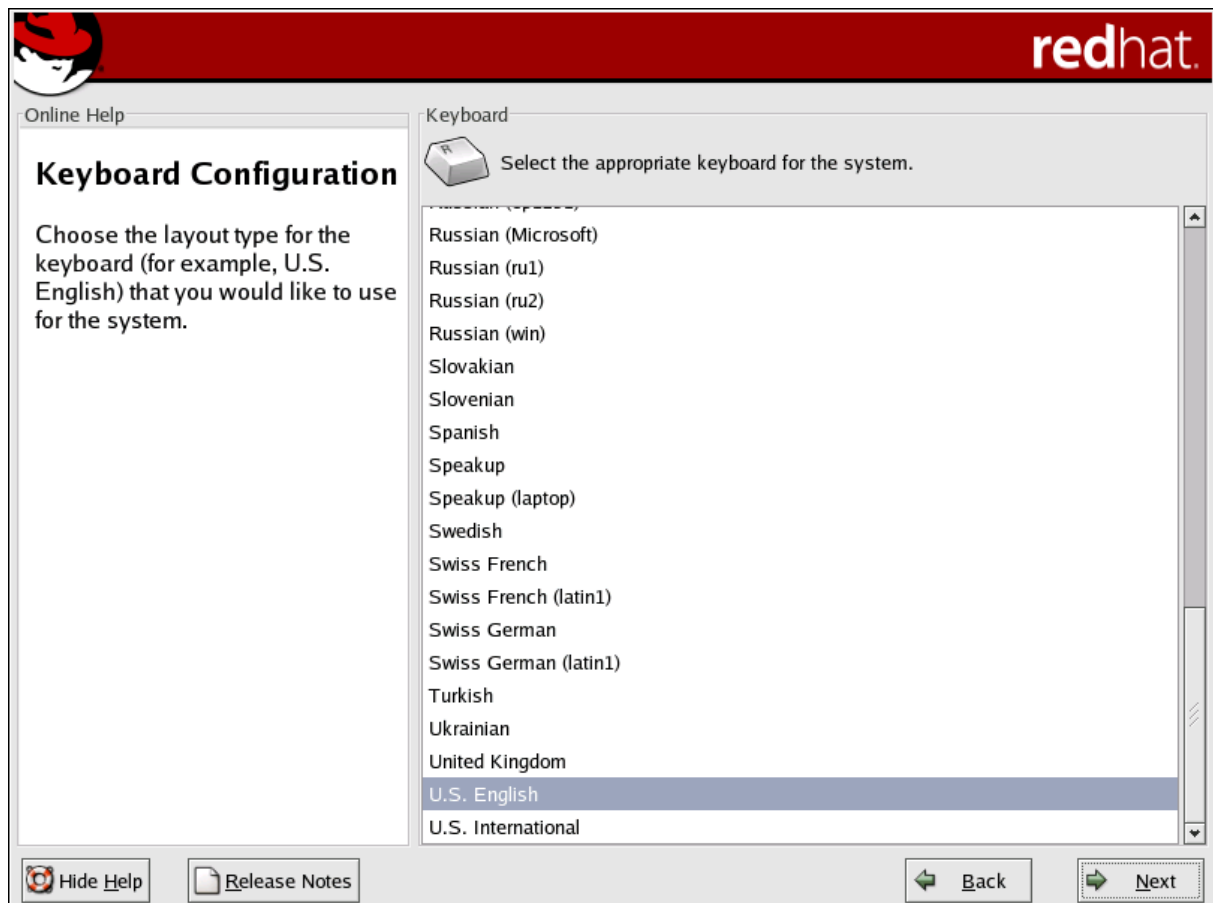 redhat.
Online Help
Keyboard Configuration
Choose the layout type for the
keyboard (for example, U.S.
English) that you would like to use
for the system.
Keyboard
R
Select the appropriate keyboard for the system.
Russian (Microsoft)
Russian (ru1)
Russian (ru2)
Russian (win)
Slovakian
Slovenian
Spanish
Speakup
Speakup (laptop)
Swedish
Swiss French
Swiss French (latin1)
Swiss German
Swiss German (latin1)
Turkish
Ukrainian
United Kingdom
U.S. English
U.S. International
Hide Help
Release Notes
Back
Next